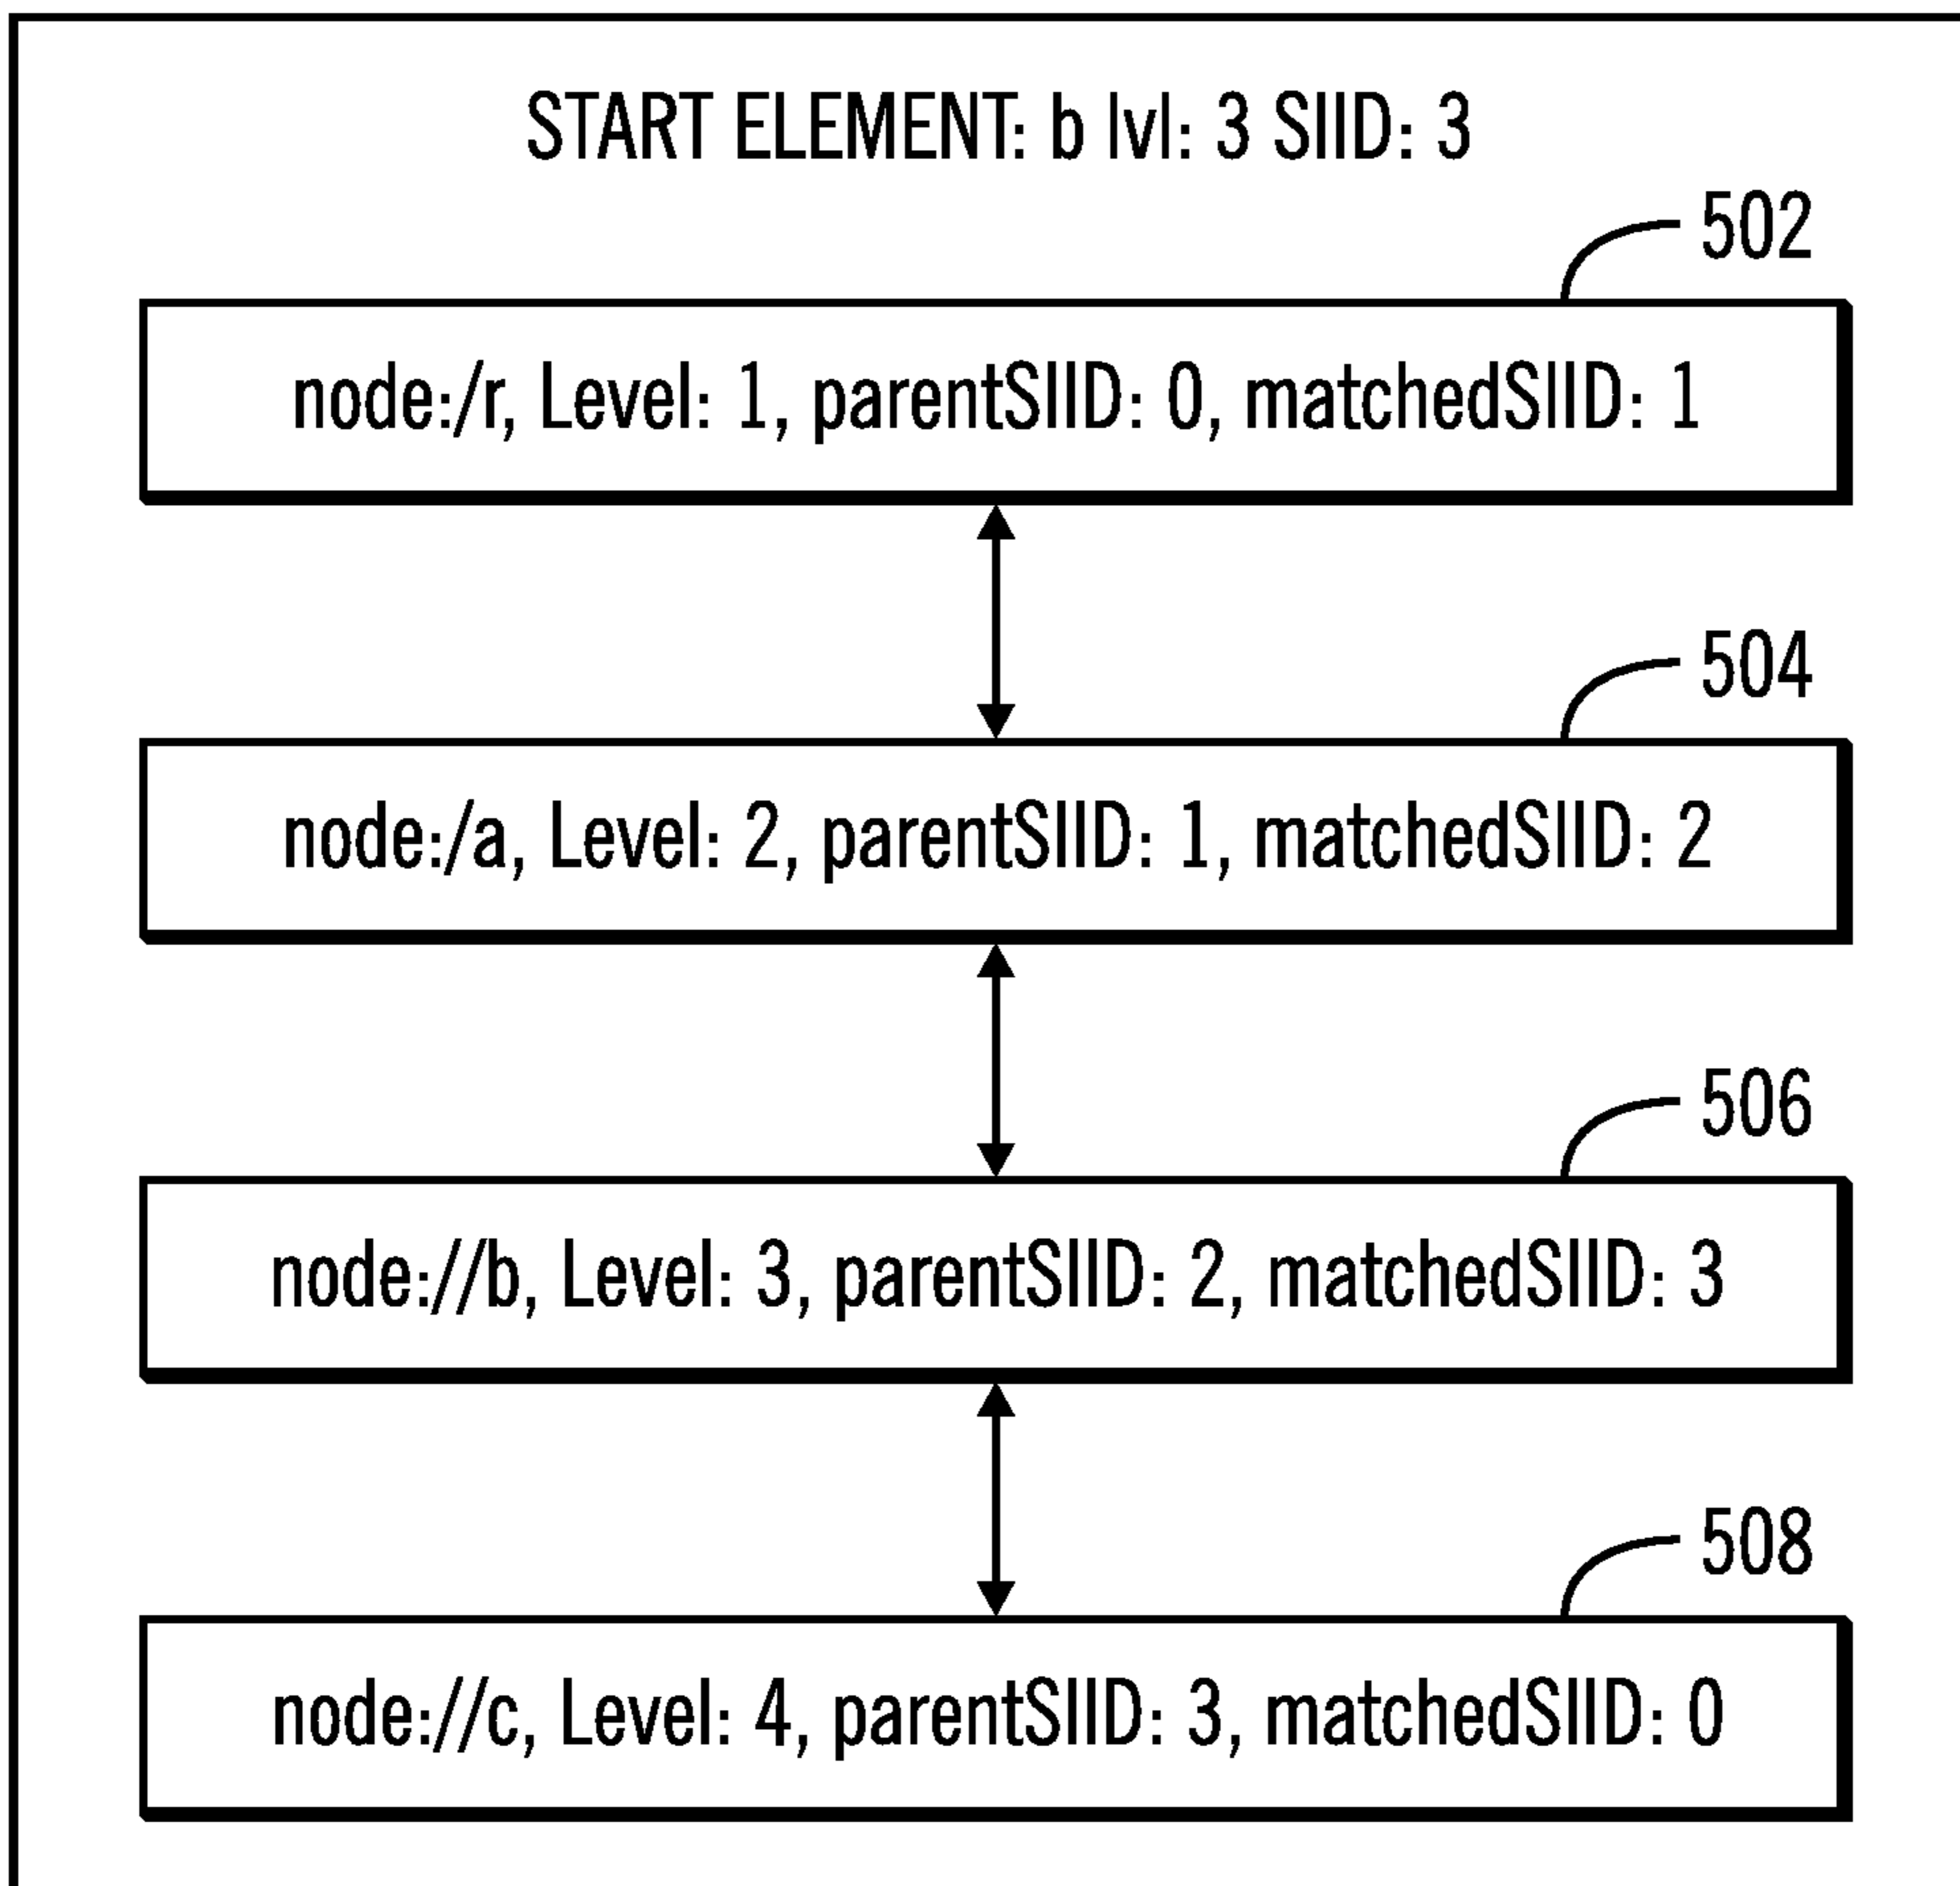 START ELEMENT: b lvl: 3 SIID: 3
502
node:/r, Level: 1, parentSIID: 0, matchedSIID: 1
504
node:/a, Level: 2, parentSIID: 1, matchedSIID: 2
506
node://b, Level: 3, parentSIID: 2, matchedSIID: 3
508
node://c, Level: 4, parentSIID: 3, matchedSIID: 0